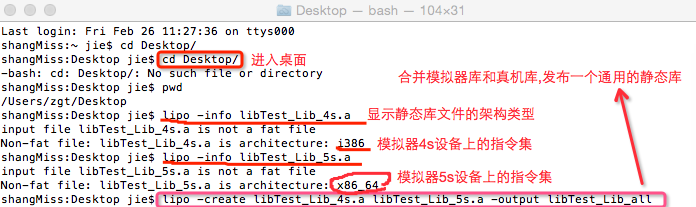 Desktop — bash — 104×31
Last login: Fri Feb 26 11:27:36 on ttys000
shangMiss:~ jie$ cd Desktop/
shangMiss:Desktop jie$ cd Desktop/ 进入桌面
-bash: cd: Desktop/: No such file or directory
合并模拟器库和真机库,发布一个通用的静态库
shangMiss:Desktop jie$ pwd
/Users/zgt/Desktop
shangMiss:Desktop jie$ lipo -info libTest_Lib_4s.a 显示静态库文件的架构类型
input file libTest_Lib_4s.a is not a fat file
Non-fat file: libTest_Lib_4s.a is architecture: i386 模拟器4s设备上的指令集
shangMiss:Desktop jie$ lipo -info libTest_Lib_5s.a
input file libTest_Lib_5s.a is not a fat file
模拟器5s设备上的指令集
Non-fat file: libTest_Lib_5s.a is architecture: x86_64
shangMiss:Desktop jie$ lipo -create libTest_Lib_4s.a libTest_Lib_5s.a -output libTest_Lib_all